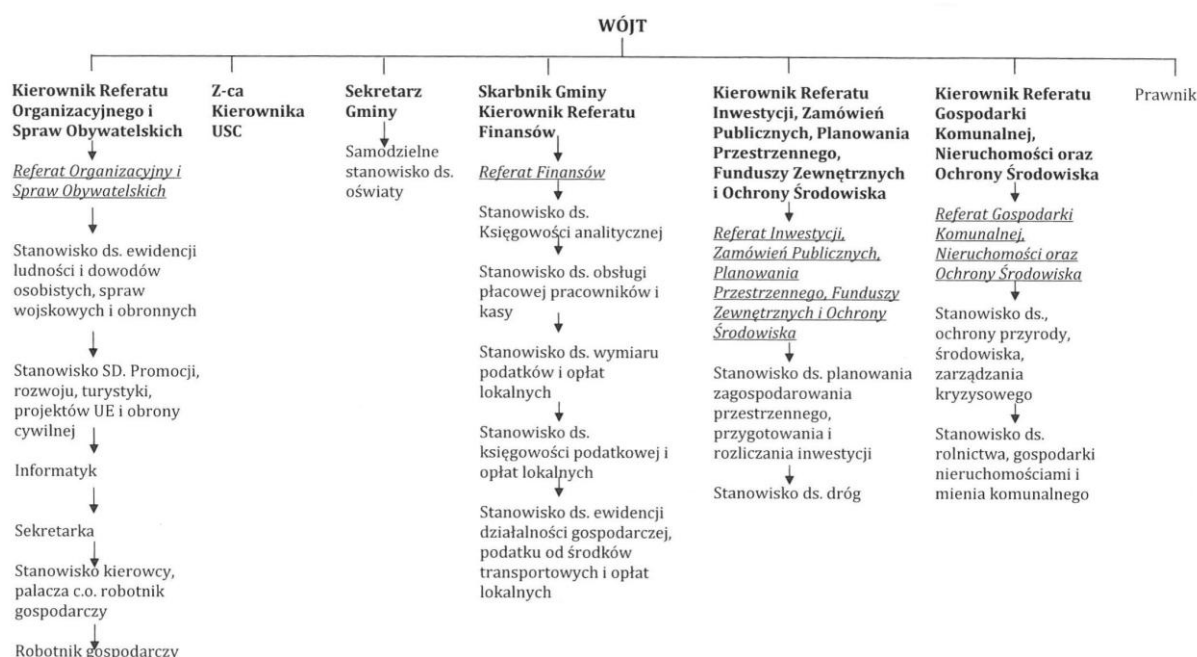 WÓJT
Kierownik Referatu
Organizacyjnego i
Spraw Obywatelskich
Referat Organizacyjny i
Spraw Obywatelskich
Stanowisko ds. ewidencji
ludności i dowodów
osobistych, spraw
wojskowych i obronnych
Stanowisko SD. Promocji,
rozwoju, turystyki,
projektów UE i obrony
cywilnej
Informatyk
Sekretarka
Stanowisko kierowcy,
palacza c.o. robotnik
gospodarczy
Robotnik gospodarczy
Z-ca
Kierownika
USC
Sekretarz
Gminy
Samodzielne
stanowisko ds.
oświaty
Skarbnik Gminy
Kierownik Referatu
Finansów
Referat Finansów
Stanowisko ds.
Księgowości analitycznej
Stanowisko ds. obsługi
płacowej pracowników i
kasy
Stanowisko ds. wymiaru
podatków i opłat
lokalnych
Stanowisko ds.
księgowości podatkowej i
opłat lokalnych
Stanowisko ds. ewidencji
działalności gospodarczej,
podatku od środków
transportowych i opłat
lokalnych
Kierownik Referatu
Inwestycji, Zamówień
Publicznych, Planowania
Przestrzennego,
Funduszy Zewnętrznych
i Ochrony Środowiska
Referat Inwestycji,
Zamówień Publicznych,
Planowania
Przestrzennego, Funduszy
Zewnętrznych i Ochrony
Środowiska
Stanowisko ds. planowania
zagospodarowania
przestrzennego,
przygotowania i
rozliczania inwestycji
Stanowisko ds. dróg
Kierownik Referatu
Gospodarki
Komunalnej,
Nieruchomości oraz
Ochrony Środowiska
Referat Gospodarki
Komunalnej,
Nieruchomości oraz
Ochrony Środowiska
Stanowisko ds.,
ochrony przyrody,
środowiska,
zarządzania
kryzysowego
Stanowisko ds.
rolnictwa, gospodarki
nieruchomościami i
mienia komunalnego
Prawnik